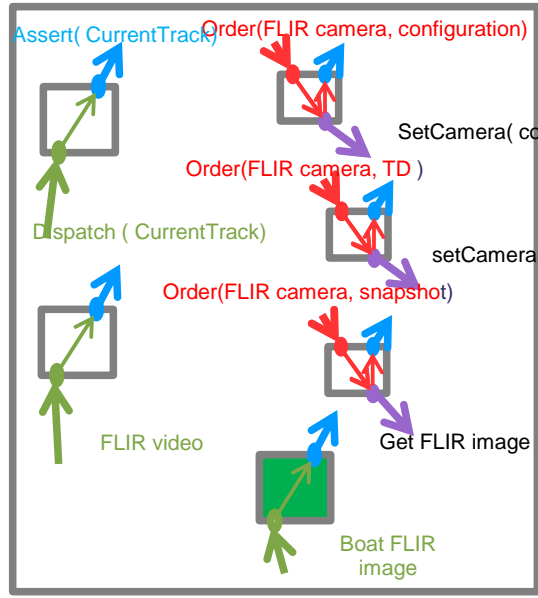 Assert( CurrentTrack)
Order(FLIR camera, configuration)
SetCamera( co
Order(FLIR camera, TD )
Dispatch ( CurrentTrack)
setCamera
Order(FLIR camera, snapshot)
FLIR video
Get FLIR image
Boat FLIR
image